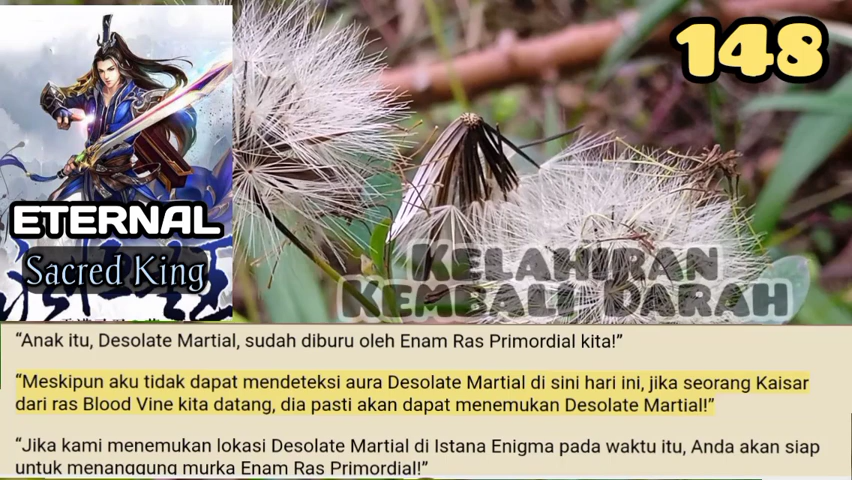 148
ETERNAL
Sacred King
KELAHIRAN
KEMBALI DARAH
“Anak itu, Desolate Martial, sudah diburu oleh Enam Ras Primordial kita!”
“Meskipun aku tidak dapat mendeteksi aura Desolate Martial di sini hari ini, jika seorang Kaisar
dari ras Blood Vine kita datang, dia pasti akan dapat menemukan Desolate Martial!”
“Jika kami menemukan lokasi Desolate Martial di Istana Enigma pada waktu itu, Anda akan siap
untuk menanggung murka Enam Ras Primordial!”